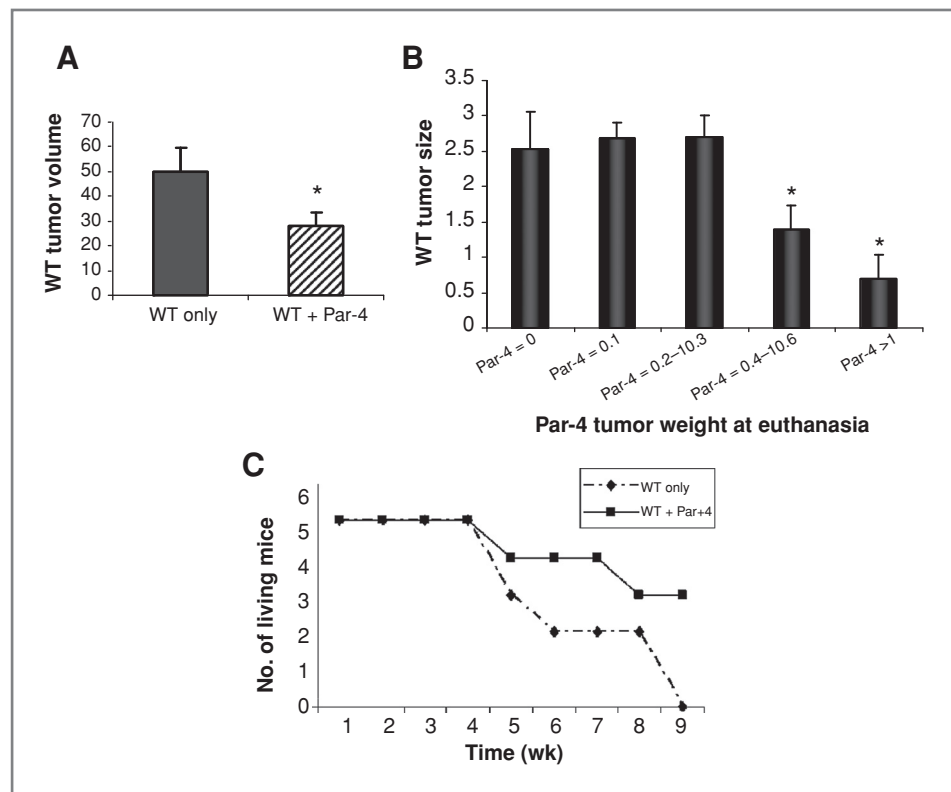 A
WT tumor volume
70
60
50
40
30
20
10
0
*
WT only
WT + Par-4
B
WT tumor size
3.5
3
2.5
2
1.5
1
0.5
0
*
*
Par-4 = 0
Par-4 = 0.1
Par-4 = 0.2–10.3
Par-4 = 0.4–10.6
Par-4 >1
Par-4 tumor weight at euthanasia
C
No. of living mice
6
5
4
3
2
1
0
WT only
WT + Par+4
1 2 3 4 5 6 7 8 9
Time (wk)